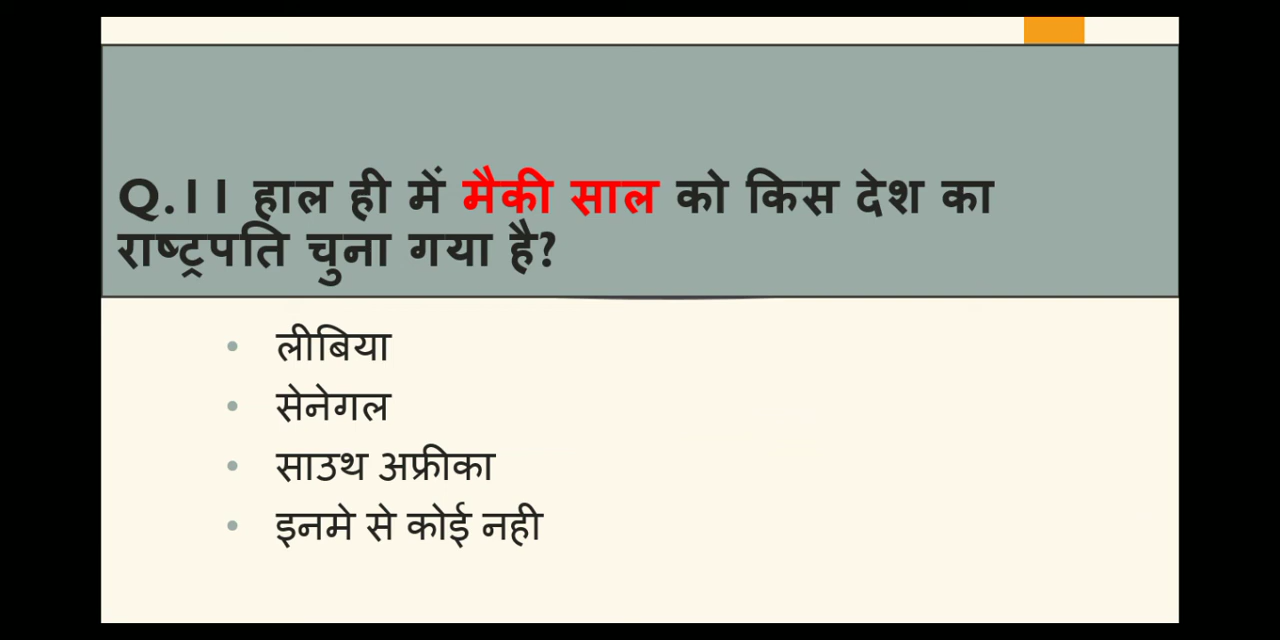 Q.11 हाल ही में मैकी साल को किस देश का
राष्ट्रपति चुना गया है?
• लीबिया
• सेनेगल
• साउथ अफ्रीका
• इनमे से कोई नही